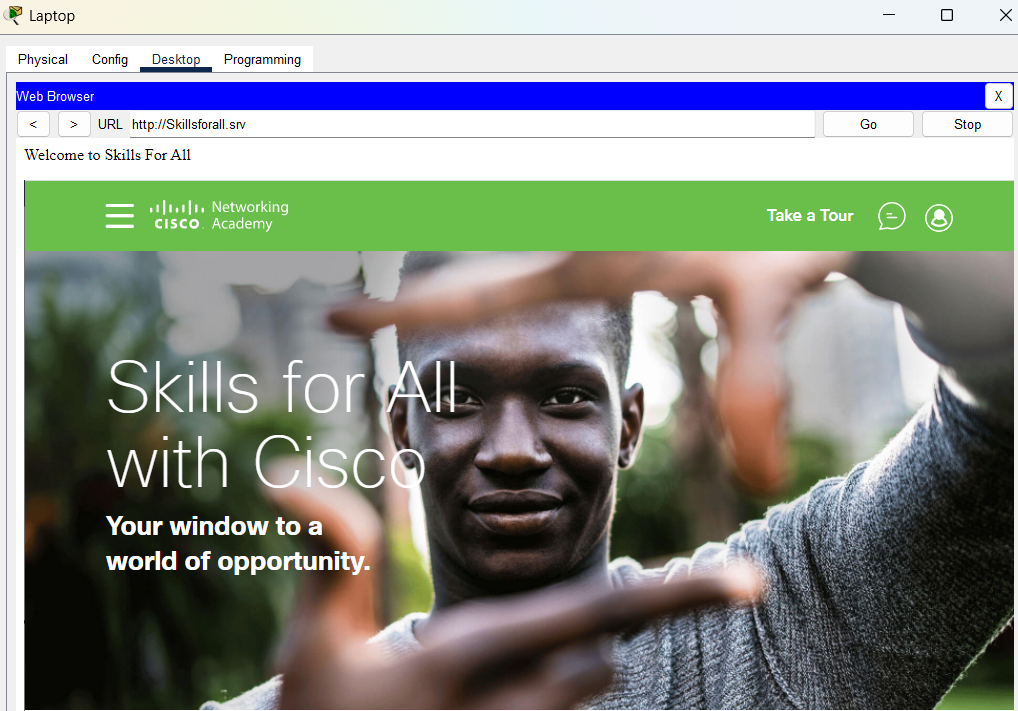 Laptop
Physical Config Desktop Programming
Web Browser X
< > URL http://Skillsforall.srv Go Stop
Welcome to Skills For All
CISCO Networking Academy
Take a Tour
Skills for All
with Cisco
Your window to a
world of opportunity.